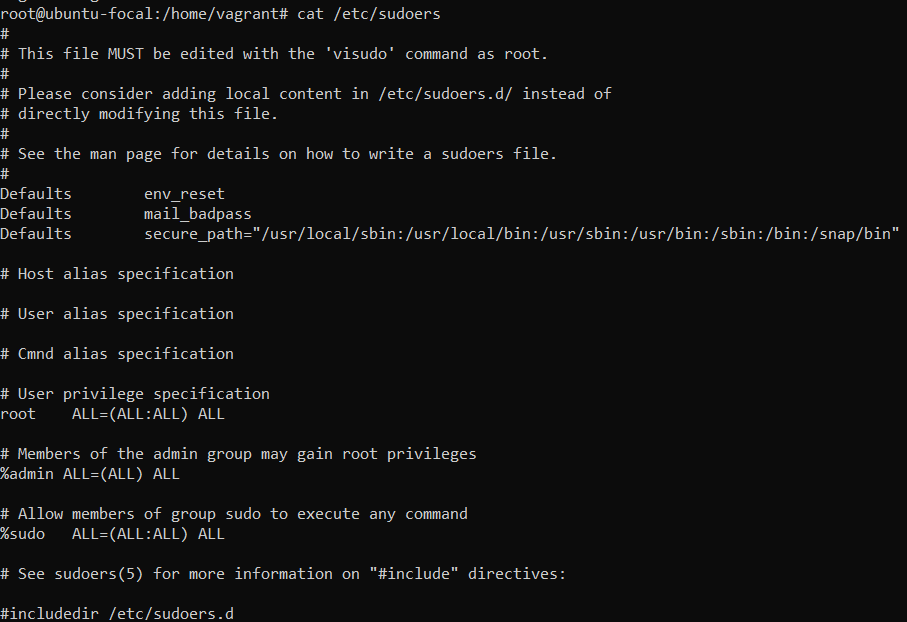 root@ubuntu-focal:/home/vagrant# cat /etc/sudoers
#
# This file MUST be edited with the 'visudo' command as root.
#
# Please consider adding local content in /etc/sudoers.d/ instead of
# directly modifying this file.
#
# See the man page for details on how to write a sudoers file.
#
Defaults        env_reset
Defaults        mail_badpass
Defaults        secure_path="/usr/local/sbin:/usr/local/bin:/usr/sbin:/usr/bin:/sbin:/bin:/snap/bin"

# Host alias specification

# User alias specification

# Cmnd alias specification

# User privilege specification
root    ALL=(ALL:ALL) ALL

# Members of the admin group may gain root privileges
%admin ALL=(ALL) ALL

# Allow members of group sudo to execute any command
%sudo   ALL=(ALL:ALL) ALL

# See sudoers(5) for more information on "#include" directives:

#includedir /etc/sudoers.d